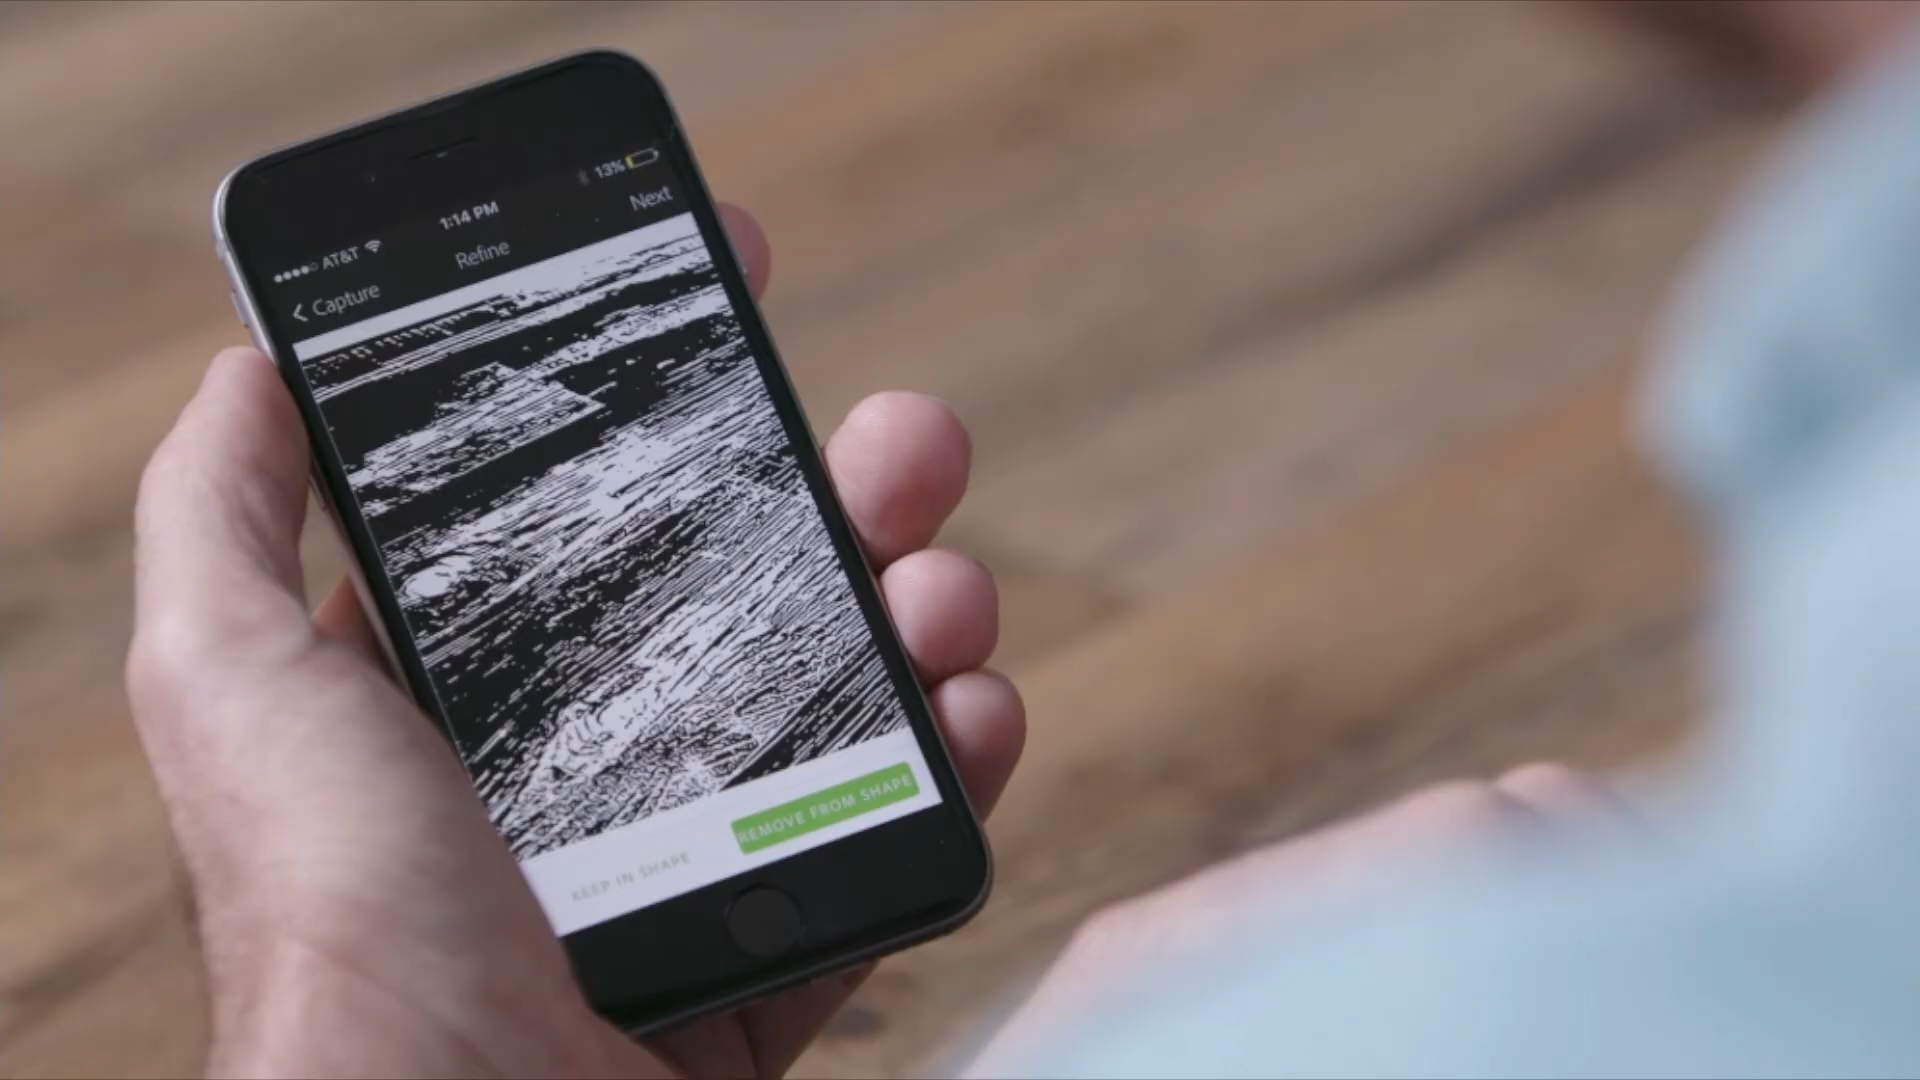 ●●●●○ AT&T 1:14 PM 13%
< Capture Refine Next
KEEP IN SHAPE REMOVE FROM SHAPE